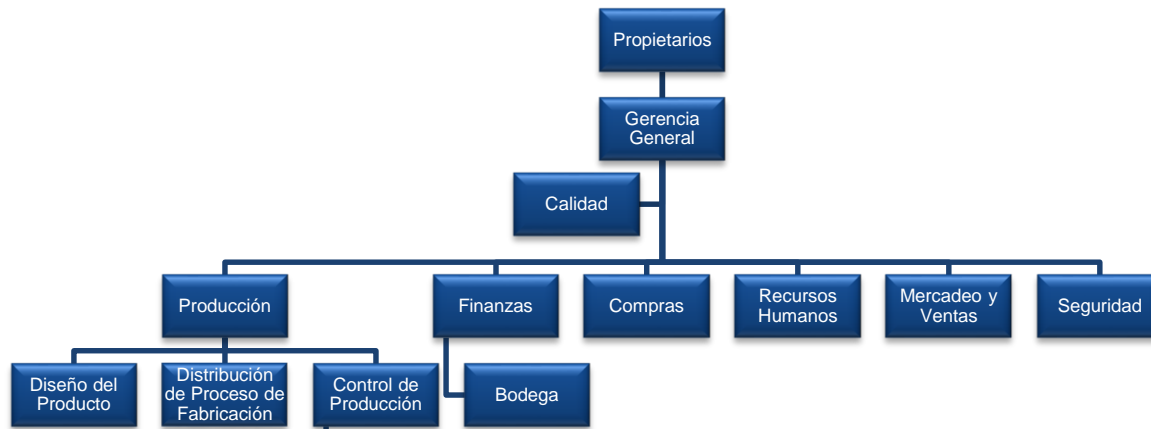 Propietarios
Gerencia
General
Calidad
Producción
Finanzas
Compras
Recursos
Humanos
Mercadeo y
Ventas
Seguridad
Diseño del
Producto
Distribución
de Proceso de
Fabricación
Control de
Producción
Bodega